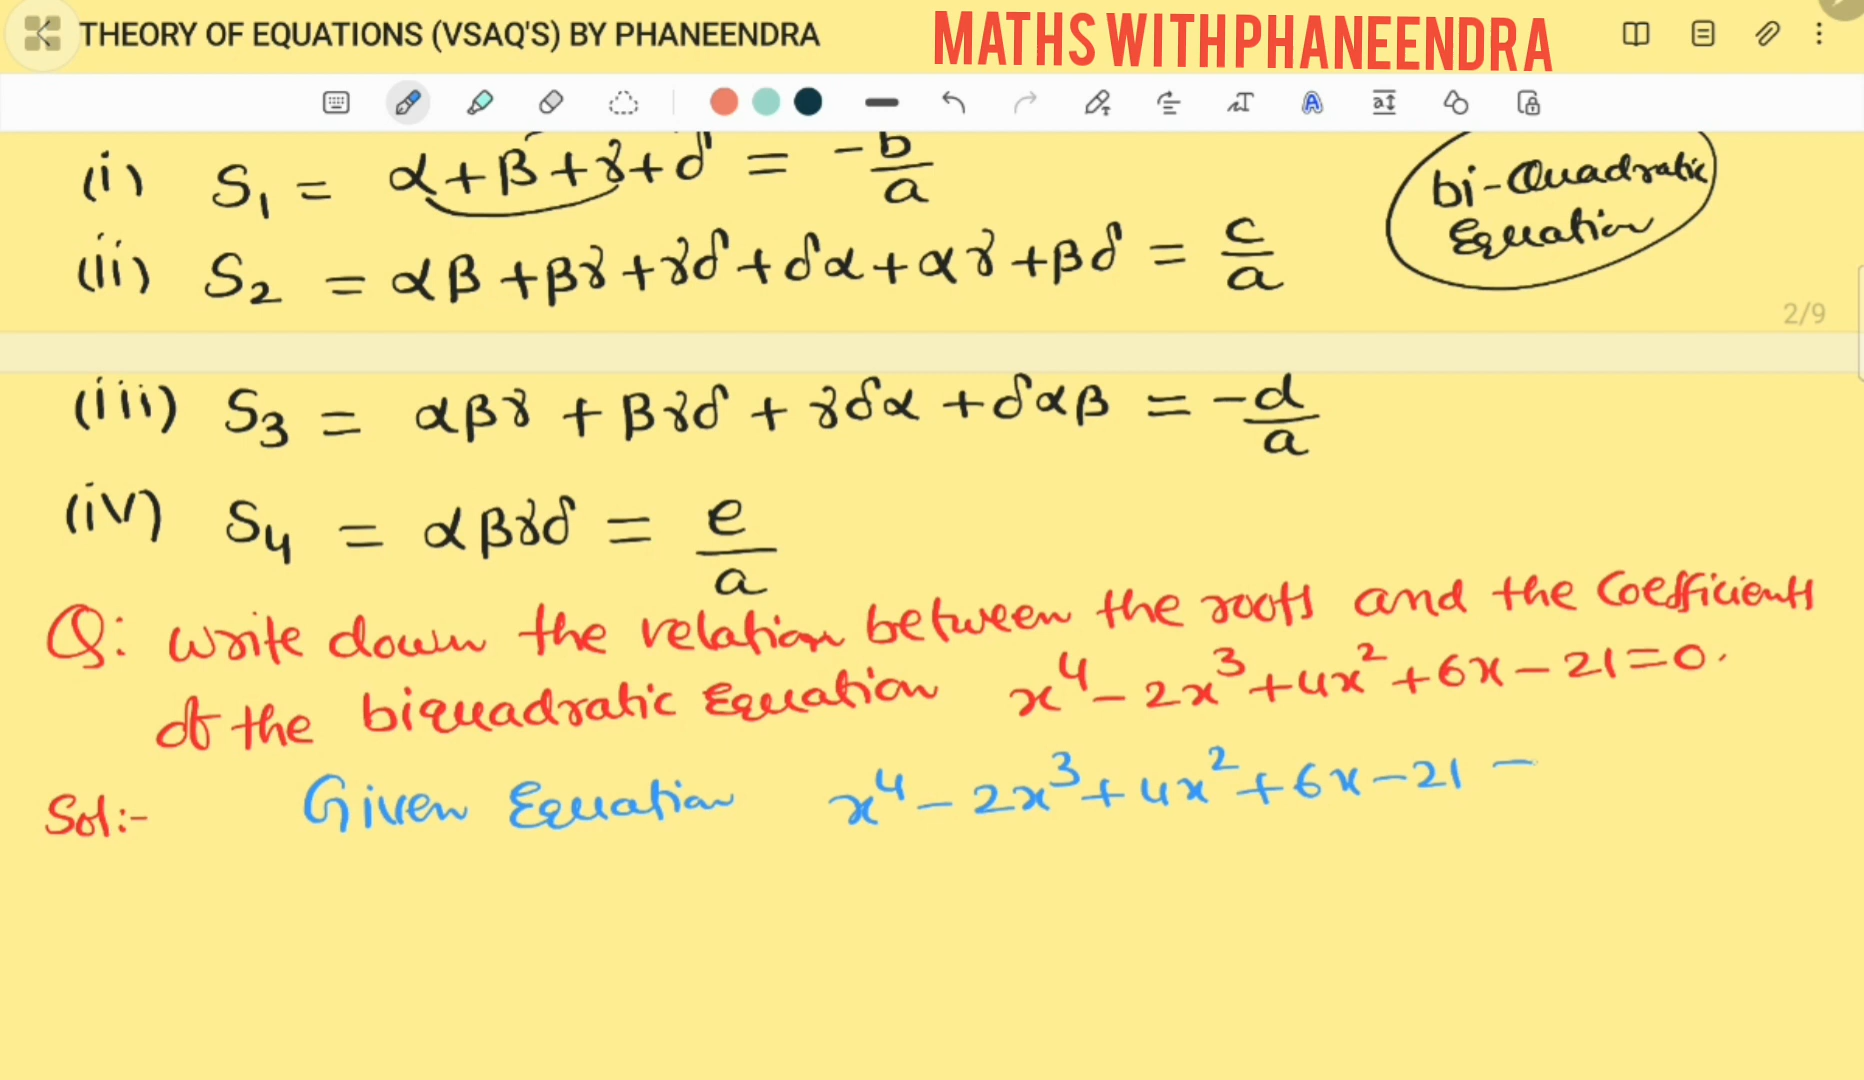 THEORY OF EQUATIONS (VSAQ'S) BY PHANEENDRA
MATHS WITH PHANEENDRA
(i) S₁ = α+β+γ+δ = -b/a
bi-Quadratic
Equation
(ii) S₂ = αβ+βγ+γδ+δα+αγ+βδ = c/a
2/9
(iii) S₃ = αβγ + βγδ + γδα + δαβ = -d/a
(iv) S₄ = αβγδ = e/a
Q: write down the relation between the roots and the Coefficients
of the biquadratic Equation x⁴-2x³+4x²+6x-21=0.
Sol:- Given Equation x⁴-2x³+4x²+6x-21 -